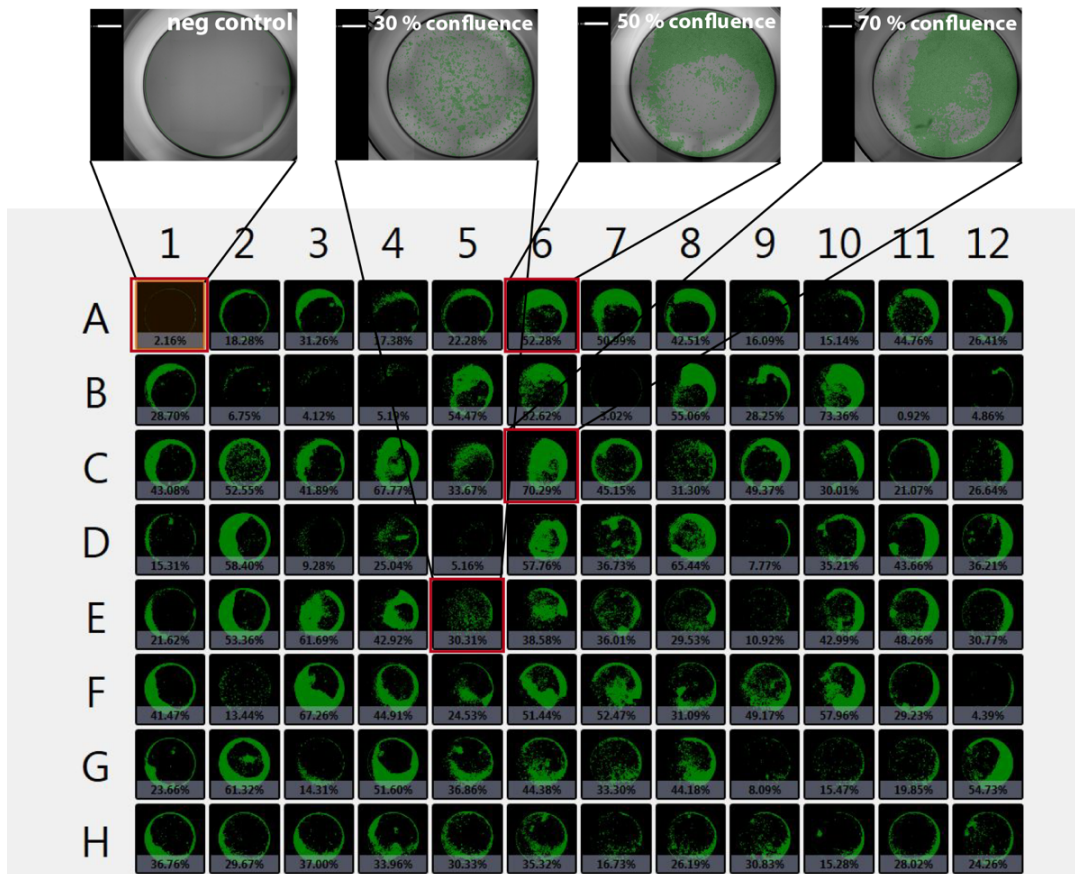 neg control 30 % confluence 50 % confluence 70 % confluence
1 2 3 4 5 6 7 8 9 10 11 12
A
2.16% 18.28% 31.26% 17.38% 22.28% 52.28% 50.99% 42.51% 16.09% 15.14% 44.76% 26.41%
B
28.70% 6.75% 4.12% 5.19% 54.47% 52.62% 3.02% 55.06% 28.25% 73.36% 0.92% 4.86%
C
43.08% 52.55% 41.89% 67.77% 33.67% 70.29% 45.15% 31.30% 49.37% 30.01% 21.07% 26.64%
D
15.31% 58.40% 9.28% 25.04% 5.16% 57.76% 36.73% 65.44% 7.77% 35.21% 43.66% 36.21%
E
21.62% 53.36% 61.69% 42.92% 30.31% 38.58% 36.01% 29.53% 10.92% 42.99% 48.26% 30.77%
F
41.47% 13.44% 67.26% 44.91% 24.53% 51.44% 52.47% 31.09% 49.17% 57.96% 29.23% 4.39%
G
23.66% 61.32% 14.31% 51.60% 36.86% 44.38% 33.30% 44.18% 8.09% 15.47% 19.85% 54.73%
H
36.76% 29.67% 37.00% 33.96% 30.33% 35.32% 16.73% 26.19% 30.83% 15.28% 28.02% 24.26%